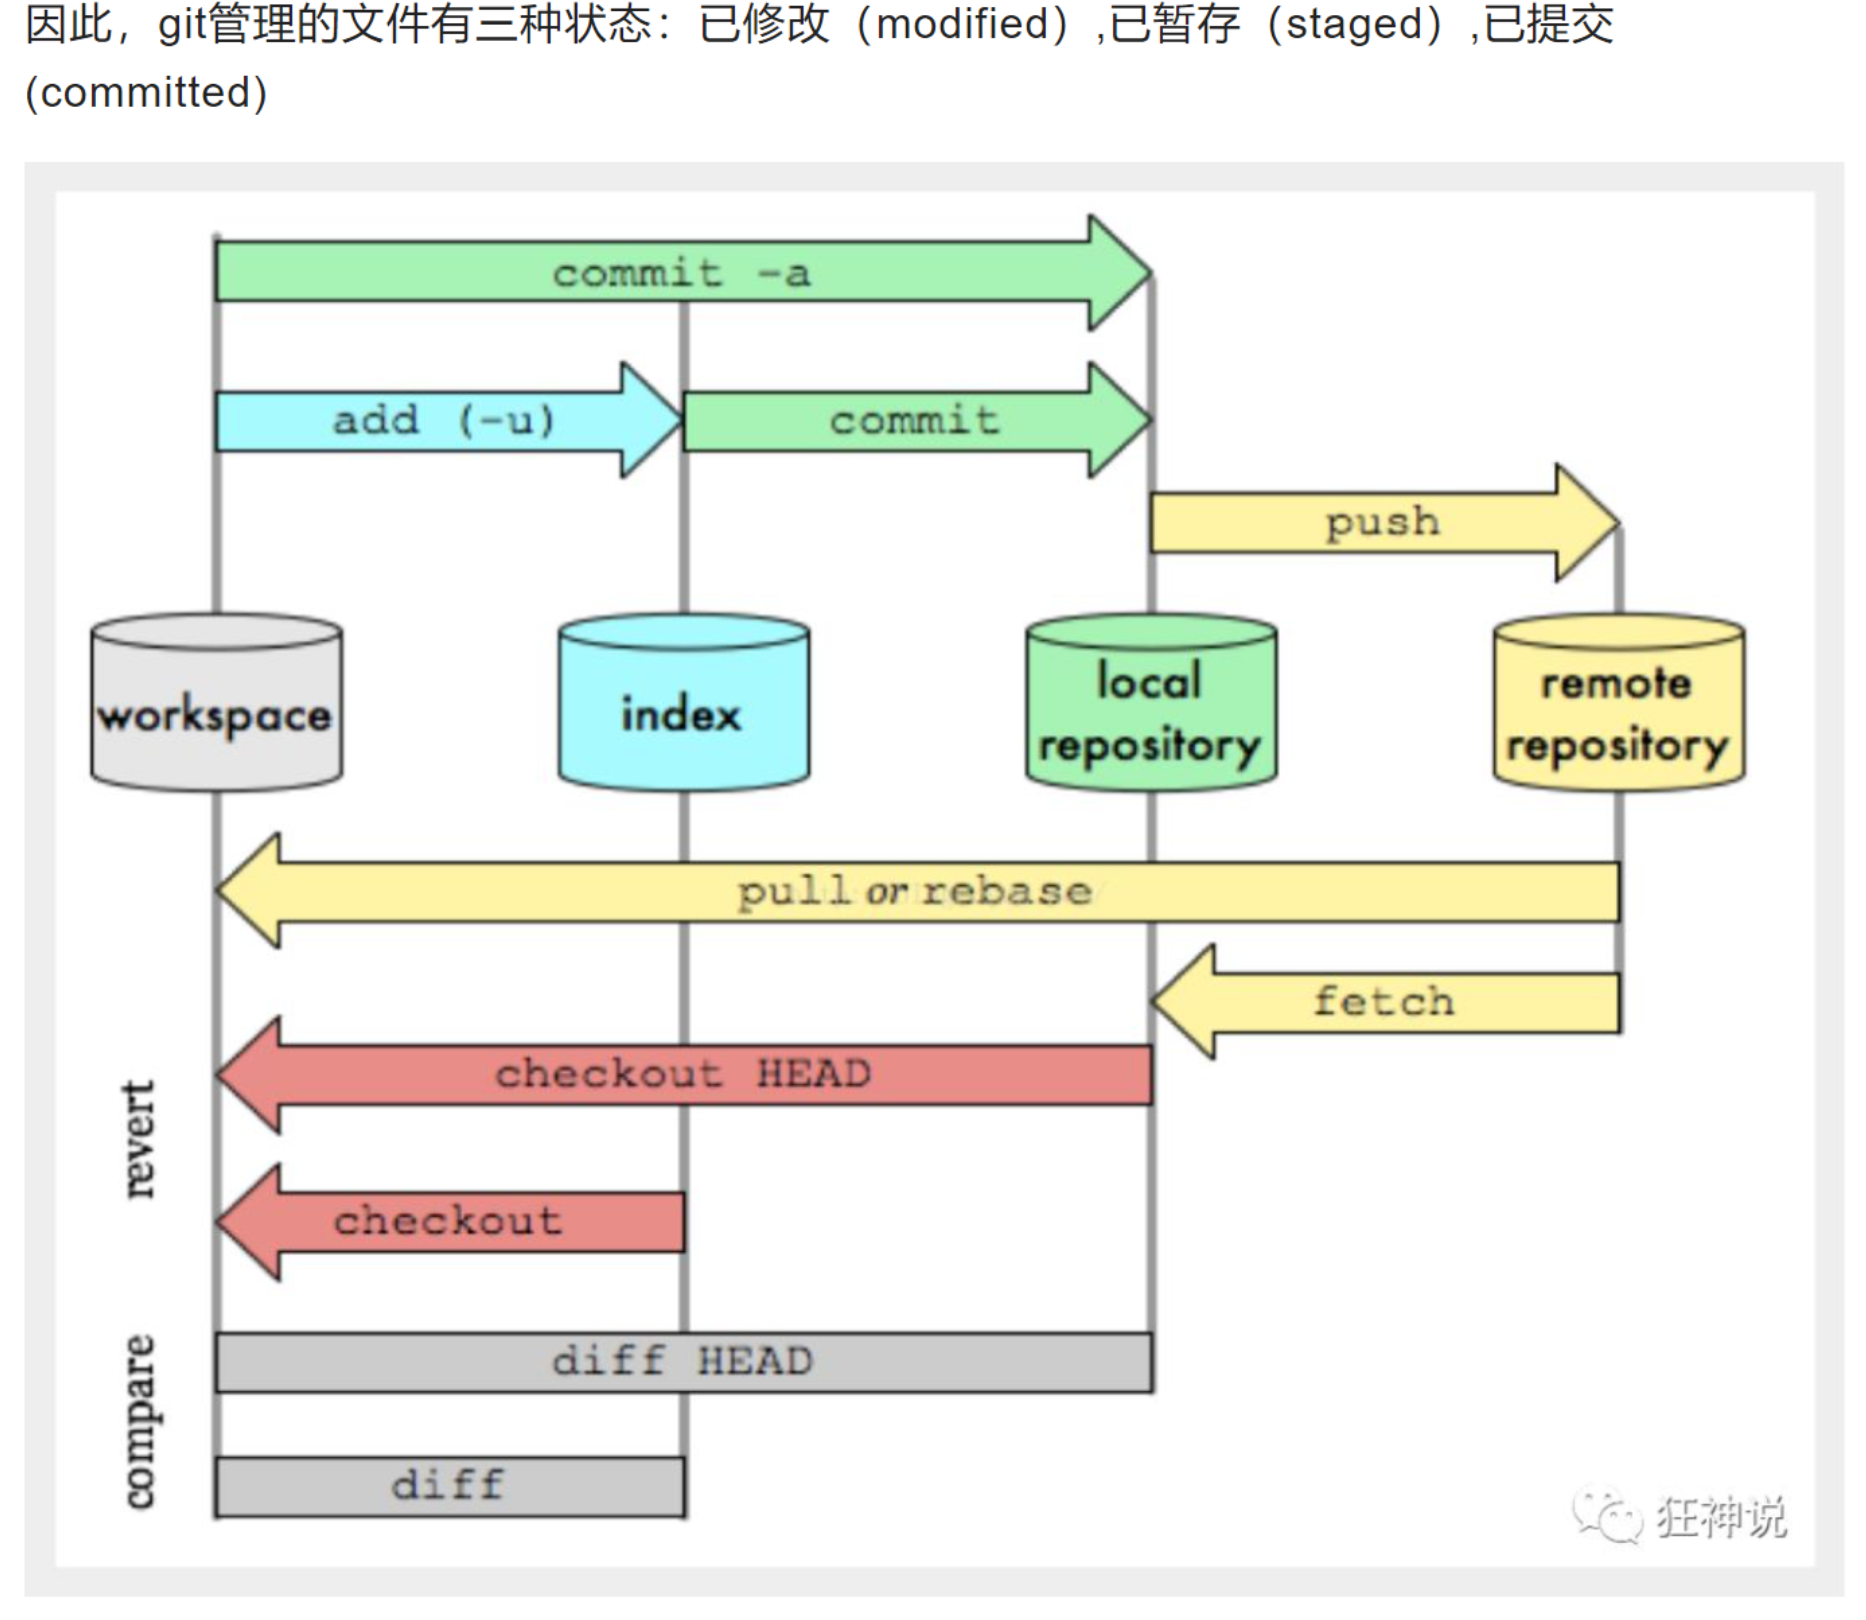 因此，git管理的文件有三种状态：已修改（modified）,已暂存（staged）,已提交
(committed)
commit -a
add (-u)
commit
push
workspace
index
local
repository
remote
repository
pull or rebase
fetch
revert
checkout HEAD
checkout
compare
diff HEAD
diff
狂神说